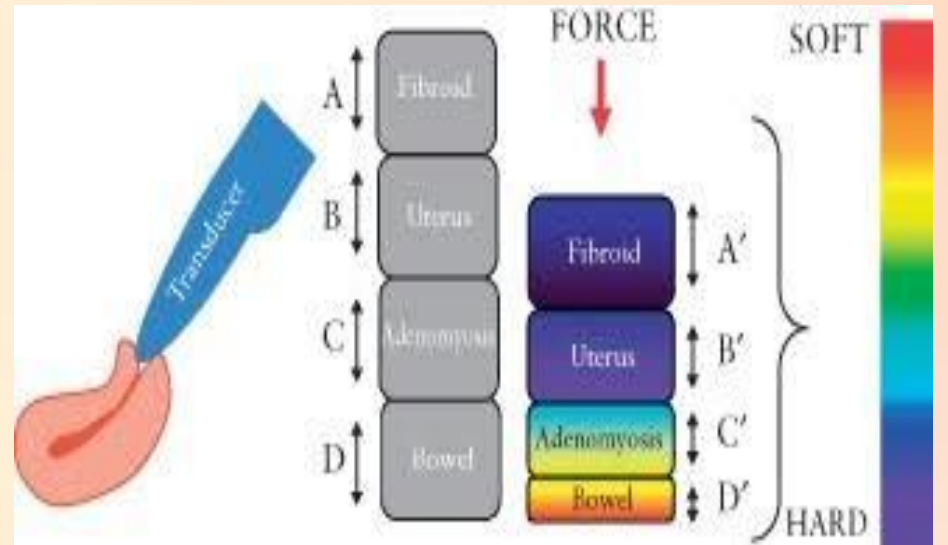 FORCE
SOFT
Transducer
A
Fibroid
B
Uterus
C
Adenomyosis
D
Bowel
Fibroid
A′
Uterus
B′
Adenomyosis
C′
Bowel
D′
HARD